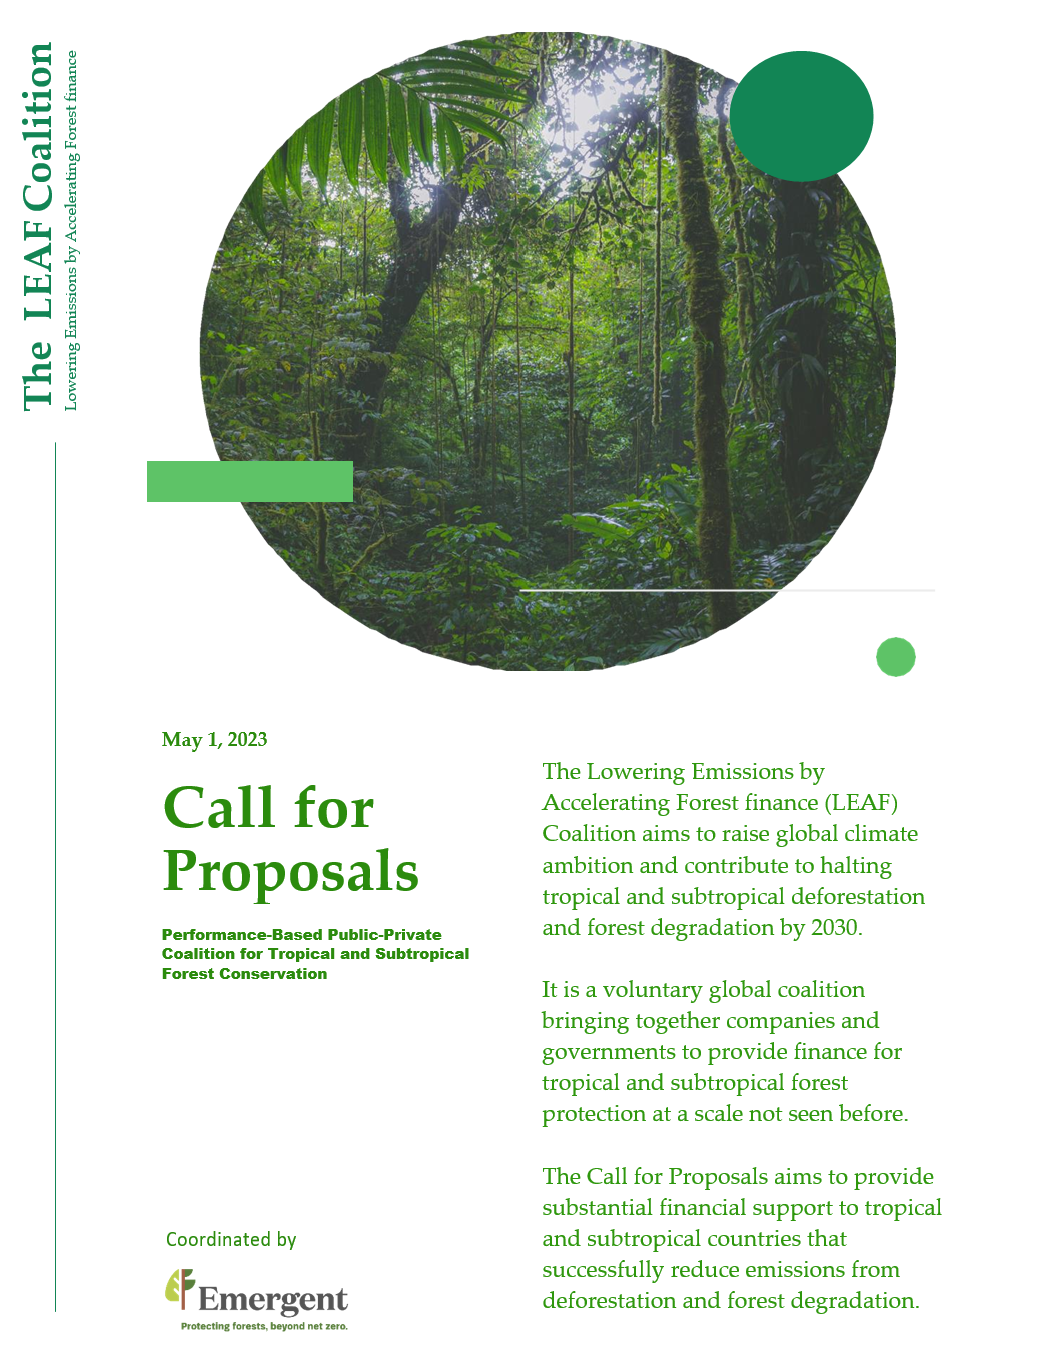 The LEAF Coalition
Lowering Emissions by Accelerating Forest finance
May 1, 2023
Call for
Proposals
Performance-Based Public-Private
Coalition for Tropical and Subtropical
Forest Conservation
The Lowering Emissions by
Accelerating Forest finance (LEAF)
Coalition aims to raise global climate
ambition and contribute to halting
tropical and subtropical deforestation
and forest degradation by 2030.
It is a voluntary global coalition
bringing together companies and
governments to provide finance for
tropical and subtropical forest
protection at a scale not seen before.
The Call for Proposals aims to provide
substantial financial support to tropical
and subtropical countries that
successfully reduce emissions from
deforestation and forest degradation.
Coordinated by
Emergent
Protecting forests, beyond net zero.